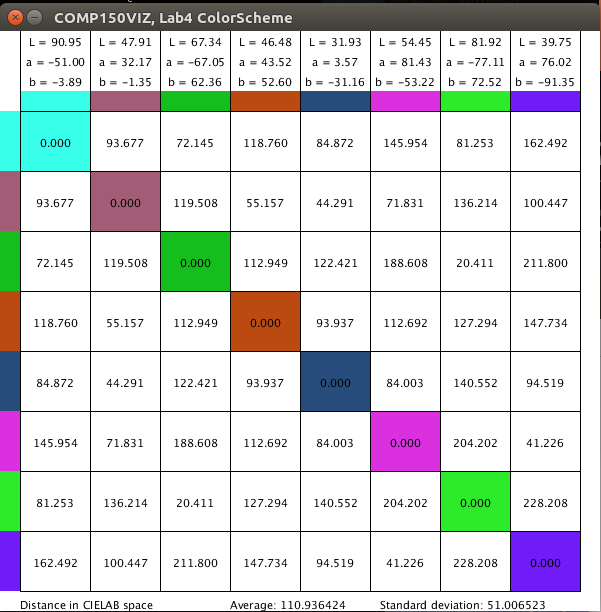 COMP150VIZ, Lab4 ColorScheme
L = 90.95 L = 47.91 L = 67.34 L = 46.48 L = 31.93 L = 54.45 L = 81.92 L = 39.75
a = -51.00 a = 32.17 a = -67.05 a = 43.52 a = 3.57 a = 81.43 a = -77.11 a = 76.02
b = -3.89 b = -1.35 b = 62.36 b = 52.60 b = -31.16 b = -53.22 b = 72.52 b = -91.35
0.000 93.677 72.145 118.760 84.872 145.954 81.253 162.492
93.677 0.000 119.508 55.157 44.291 71.831 136.214 100.447
72.145 119.508 0.000 112.949 122.421 188.608 20.411 211.800
118.760 55.157 112.949 0.000 93.937 112.692 127.294 147.734
84.872 44.291 122.421 93.937 0.000 84.003 140.552 94.519
145.954 71.831 188.608 112.692 84.003 0.000 204.202 41.226
81.253 136.214 20.411 127.294 140.552 204.202 0.000 228.208
162.492 100.447 211.800 147.734 94.519 41.226 228.208 0.000
Distance in CIELAB space Average: 110.936424 Standard deviation: 51.006523